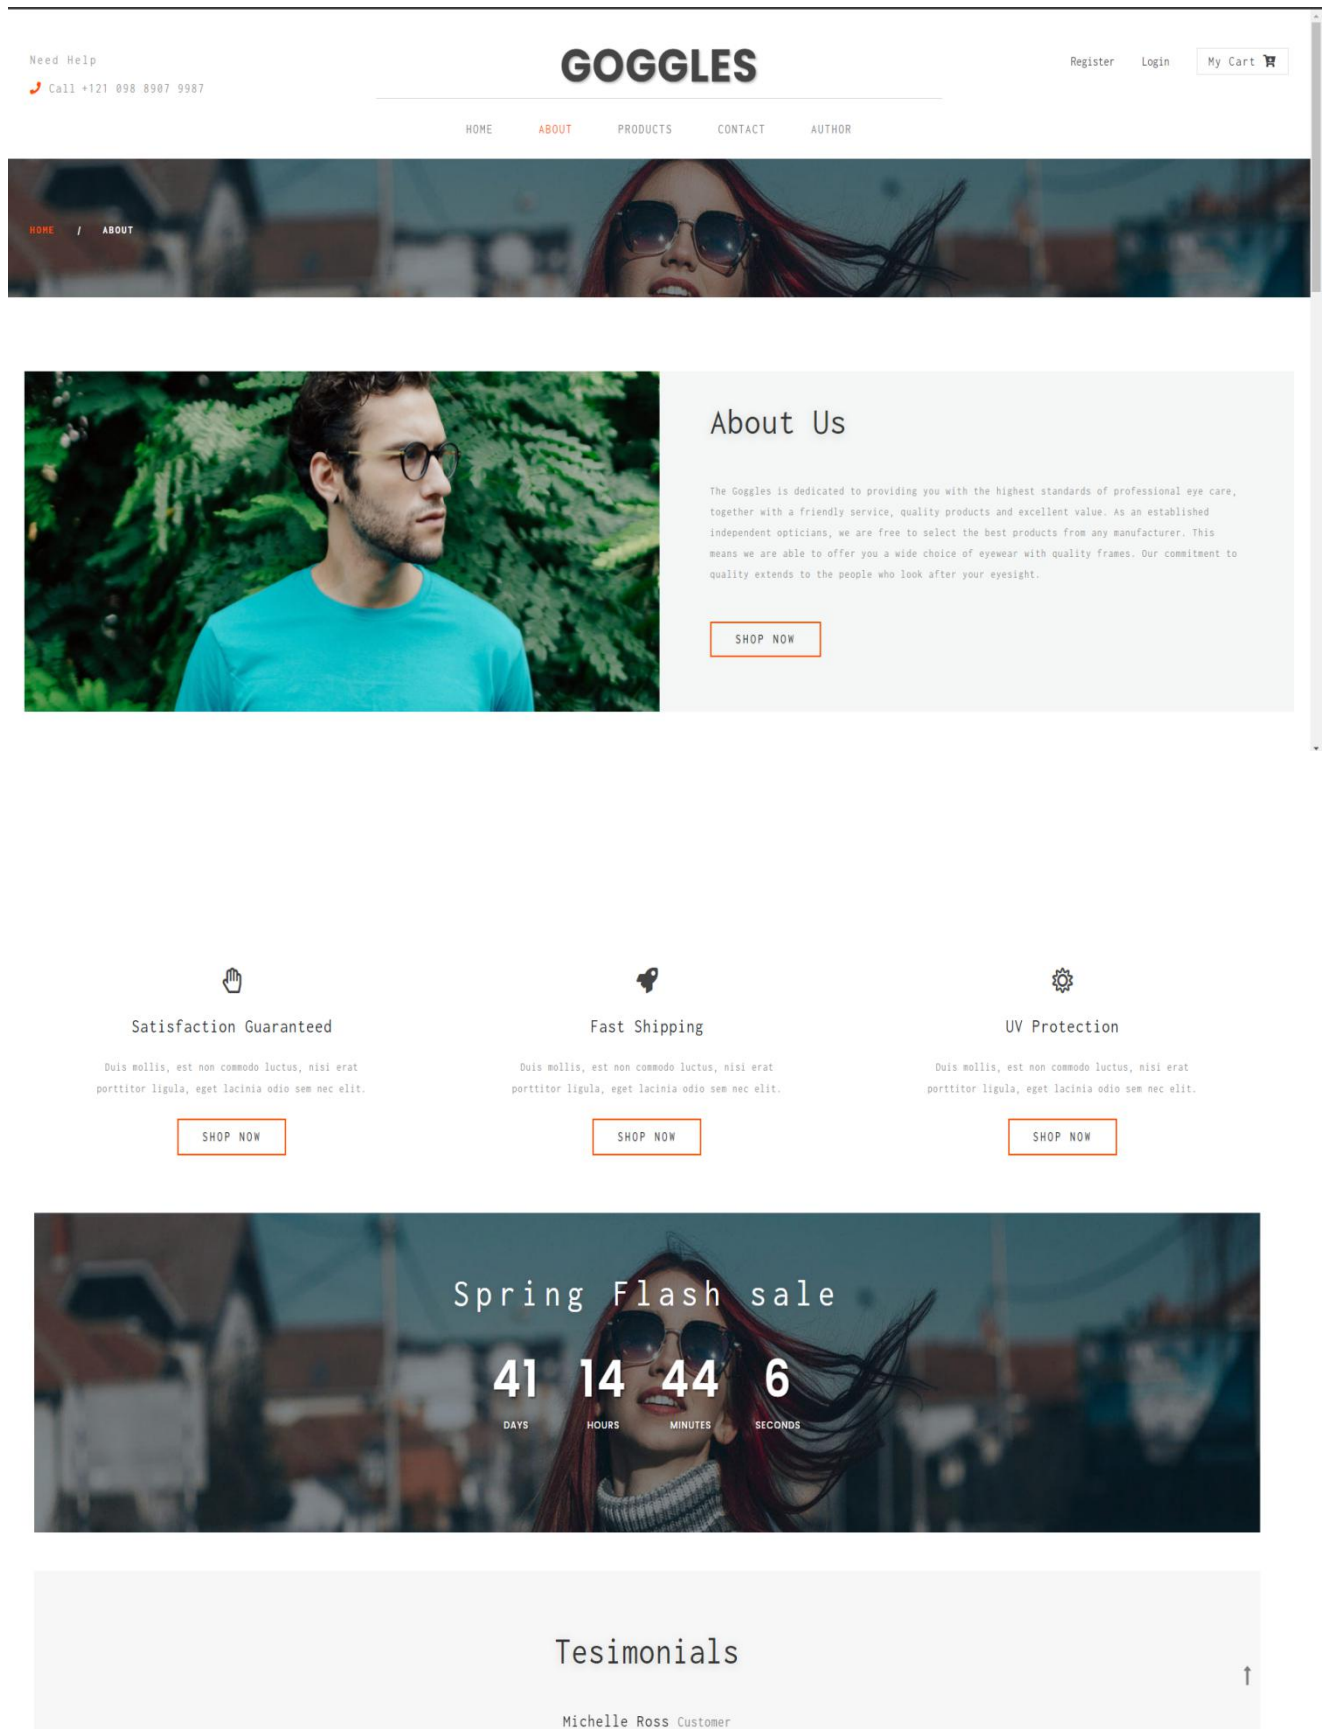 Need Help
Call +121 098 8907 9987
GOGGLES
Register Login My Cart
HOME ABOUT PRODUCTS CONTACT AUTHOR
HOME / ABOUT
About Us
The Goggles is dedicated to providing you with the highest standards of professional eye care,
together with a friendly service, quality products and excellent value. As an established
independent opticians, we are free to select the best products from any manufacturer. This
means we are able to offer you a wide choice of eyewear with quality frames. Our commitment to
quality extends to the people who look after your eyesight.
SHOP NOW
Satisfaction Guaranteed
Duis mollis, est non commodo luctus, nisi erat
porttitor ligula, eget lacinia odio sem nec elit.
SHOP NOW
Fast Shipping
Duis mollis, est non commodo luctus, nisi erat
porttitor ligula, eget lacinia odio sem nec elit.
SHOP NOW
UV Protection
Duis mollis, est non commodo luctus, nisi erat
porttitor ligula, eget lacinia odio sem nec elit.
SHOP NOW
Spring Flash sale
41 14 44 6
DAYS HOURS MINUTES SECONDS
Tesimonials
Michelle Ross Customer